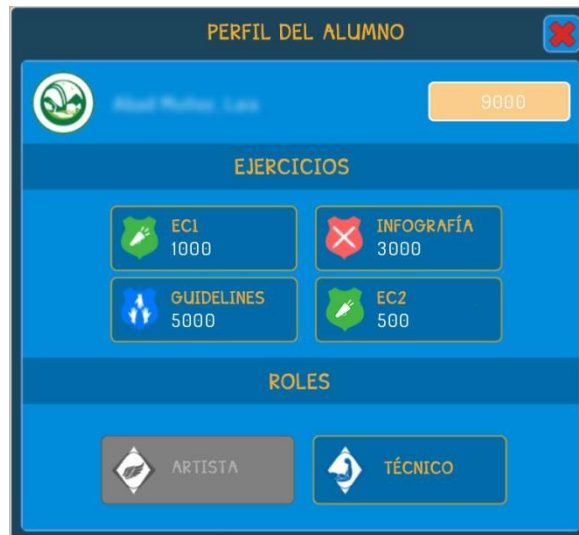 PERFIL DEL ALUMNO
9000
EJERCICIOS
EC1
1000
INFOGRAFÍA
3000
GUIDELINES
5000
EC2
500
ROLES
ARTISTA
TÉCNICO